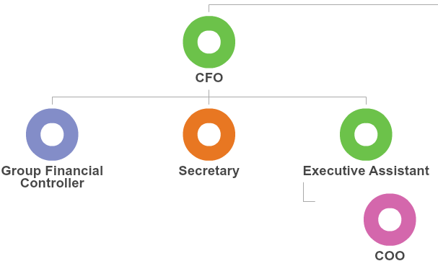 CFO
Group Financial
Controller
Secretary
Executive Assistant
COO